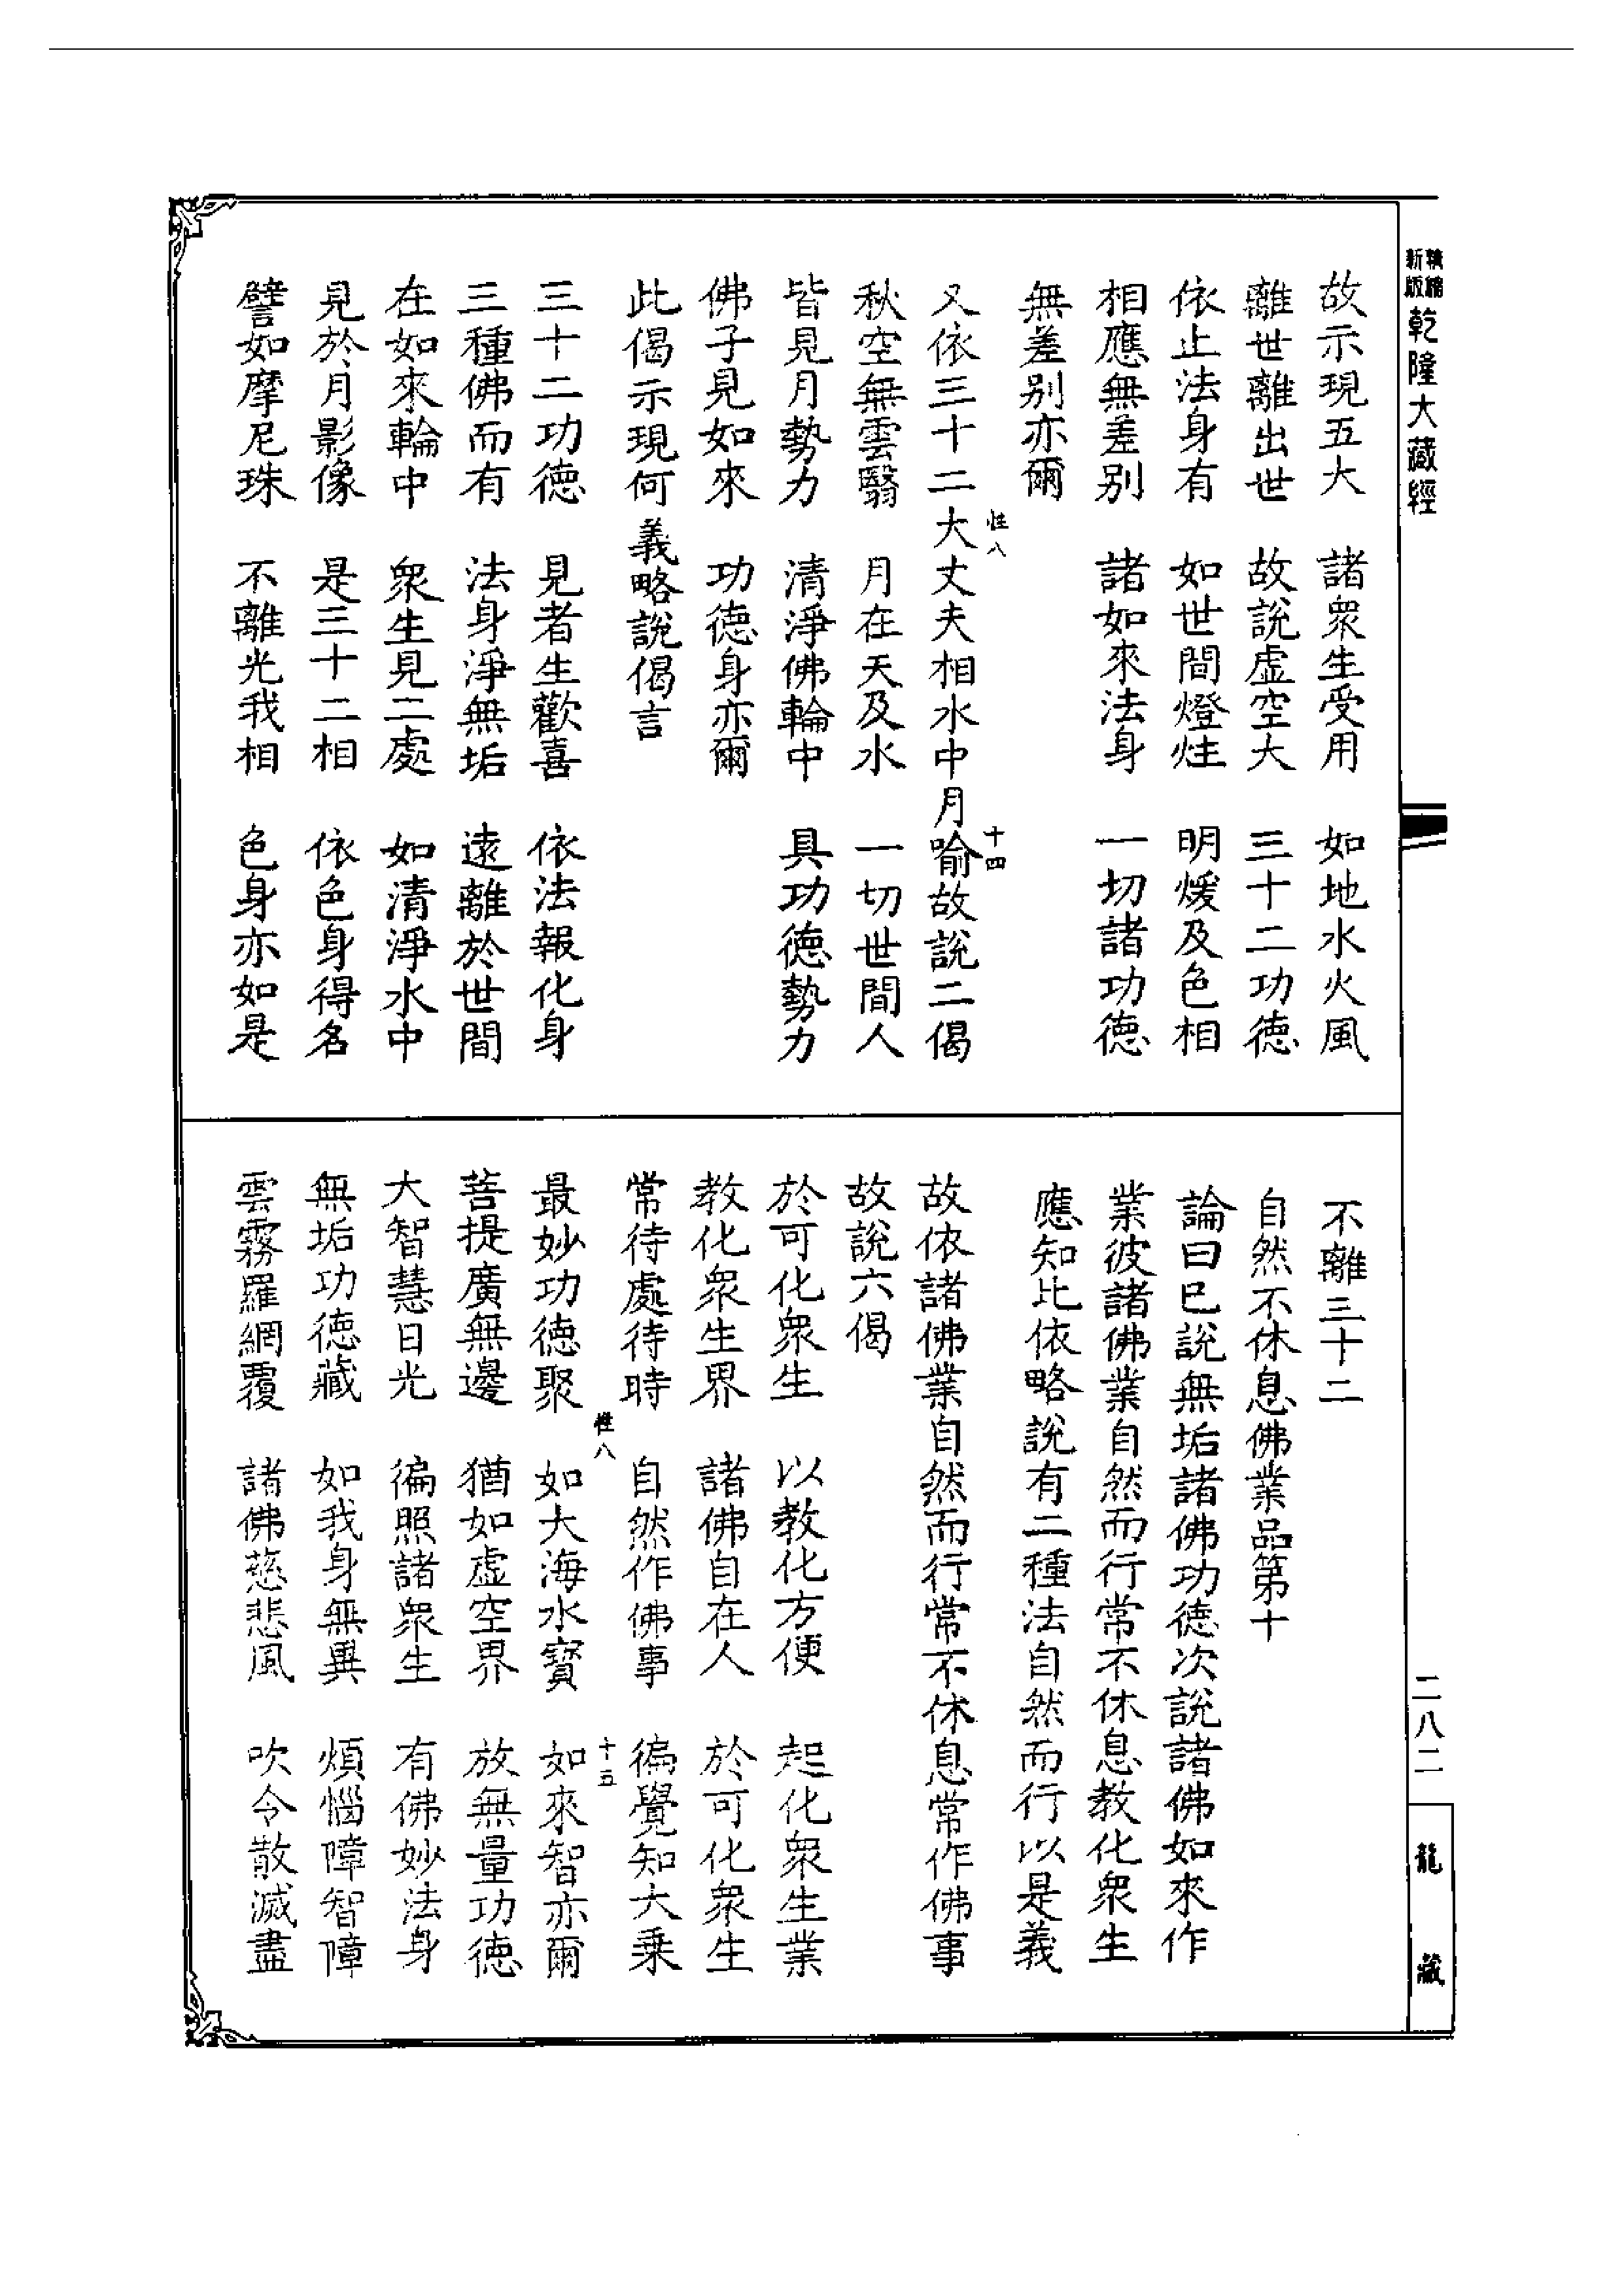 新縮
版編
乾隆大藏經
故示現五大　諸眾生受用　如地水火風
離世離出世　故說虛空大　三十二功德
依止法身有　如世間燈炷　明煖及色相
相應無差別　諸如來法身　一切諸功德
無差別亦爾
性八
十四
又依三十二大丈夫相水中月喻故說二偈
秋空無雲翳　月在天及水　一切世間人
皆見月勢力　清淨佛輪中　具功德勢力
佛子見如來　功德身亦爾
此偈示現何義略說偈言
三十二功德　見者生歡喜　依法報化身
三種佛而有　法身淨無垢　遠離於世間
在如來輪中　眾生見二處　如清淨水中
見於月影像　是三十二相　依色身得名
譬如摩尼珠　不離光我相　色身亦如是
不離三十二
自然不休息佛業品第十
論曰已說無垢諸佛功德次說諸佛如來作
業彼諸佛業自然而行常不休息教化眾生
應知比依略說有二種法自然而行以是義
故依諸佛業自然而行常不休息常作佛事
故說六偈
於可化眾生　以教化方便　起化眾生業
教化眾生界　諸佛自在人　於可化眾生
常待處待時　自然作佛事　徧覺知大乘
性八
十五
最妙功德聚　如大海水寶　如來智亦爾
菩提廣無邊　猶如虛空界　放無量功德
大智慧日光　徧照諸眾生　有佛妙法身
無垢功德藏　如我身無異　煩惱障智障
雲霧羅網覆　諸佛慈悲風　吹令散滅盡
二八二
龍藏